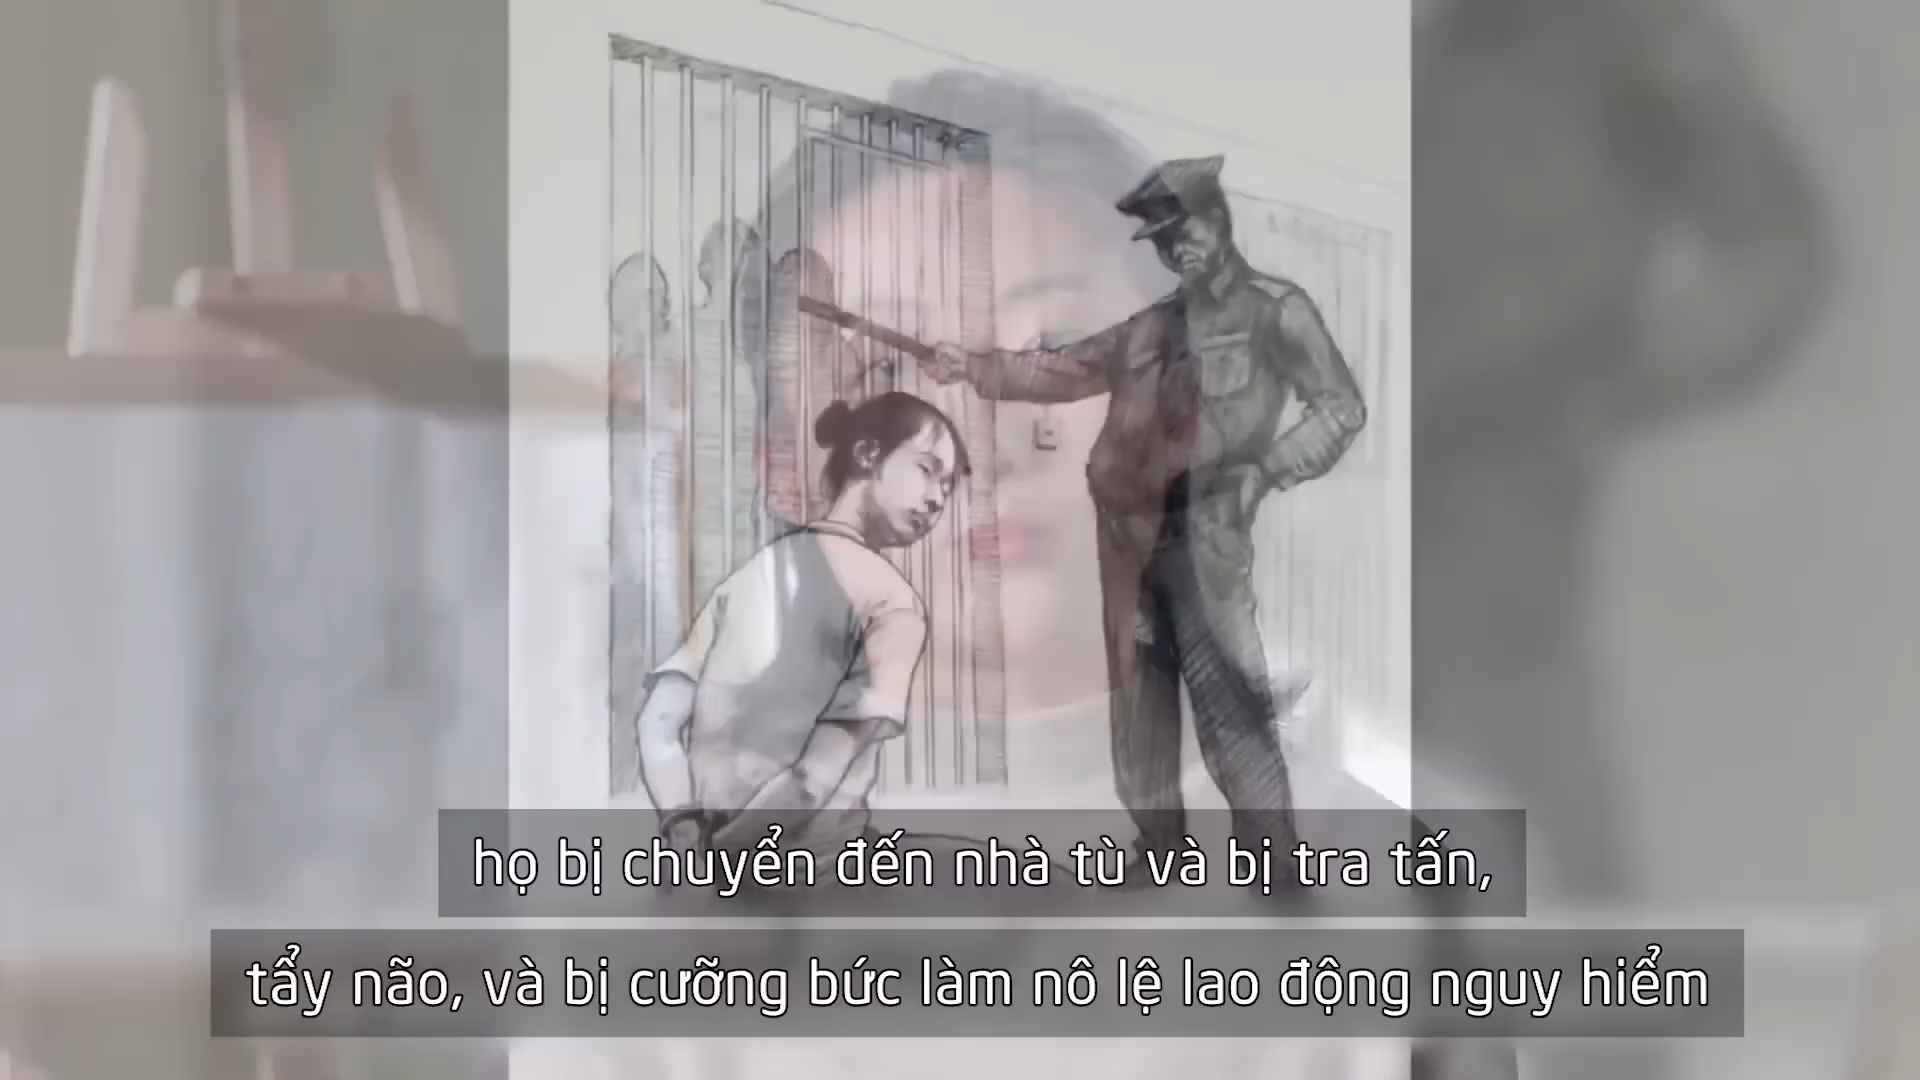 họ bị chuyển đến nhà tù và bị tra tấn,
tẩy não, và bị cưỡng bức làm nô lệ lao động nguy hiểm